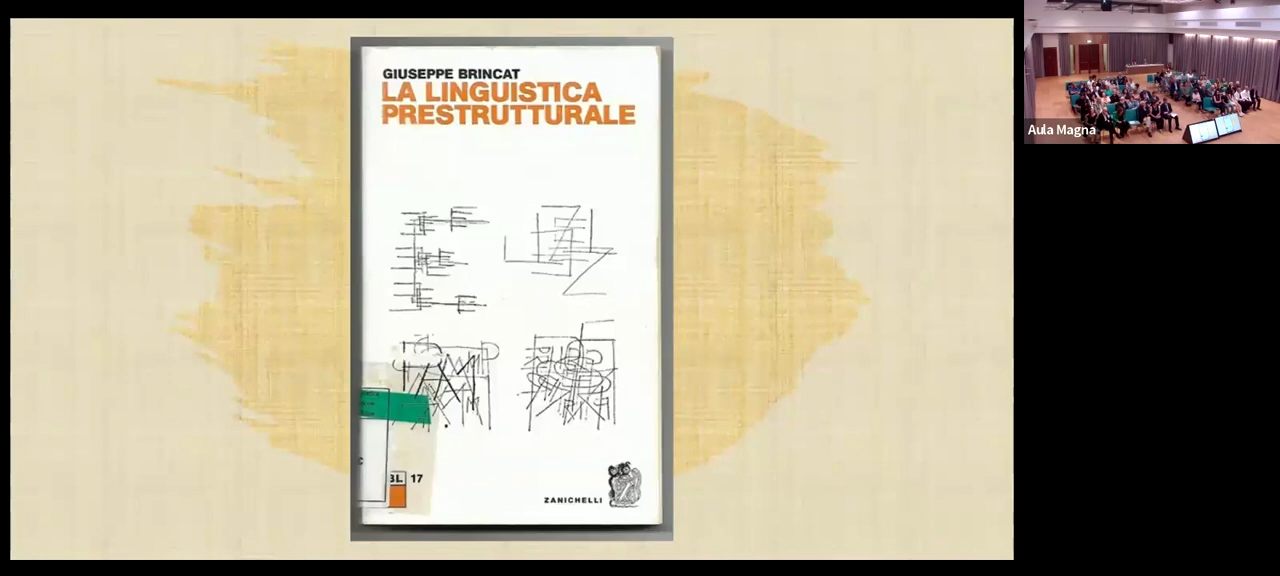 GIUSEPPE BRINCAT
LA LINGUISTICA
PRESTRUTTURALE
BL 17
ZANICHELLI
Aula Magna